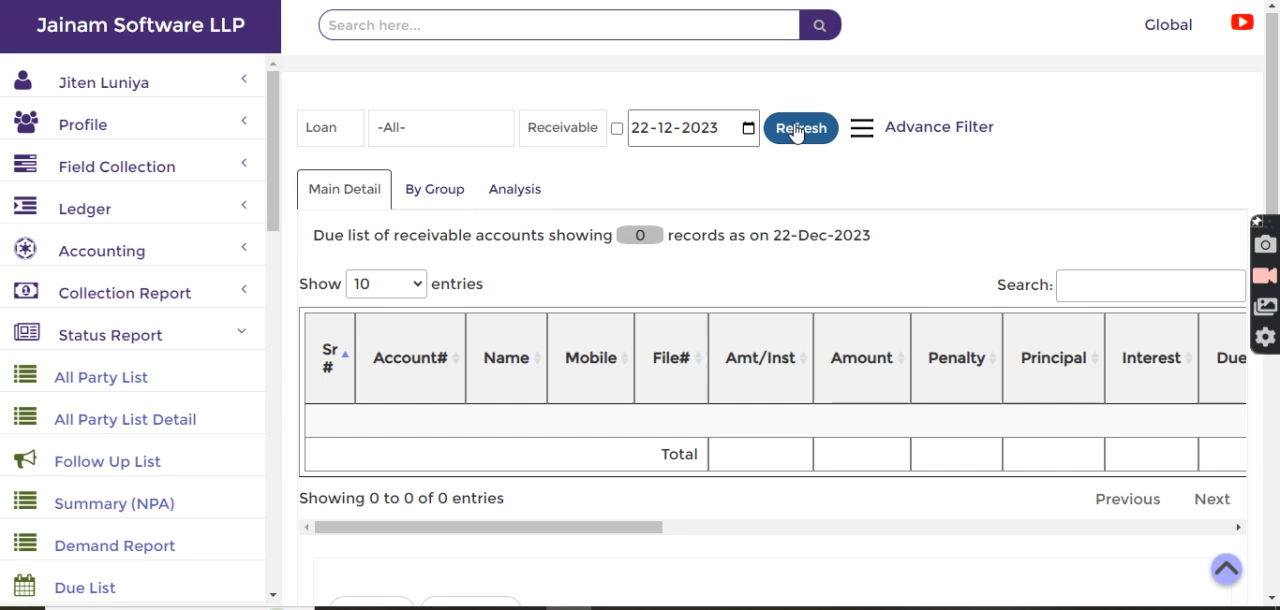 Jainam Software LLP
Search here...
Global
Jiten Luniya
Profile
Field Collection
Ledger
Accounting
Collection Report
Status Report
All Party List
All Party List Detail
Follow Up List
Summary (NPA)
Demand Report
Due List
Loan
-All-
Receivable
22-12-2023
Refresh
Advance Filter
Main Detail
By Group
Analysis
Due list of receivable accounts showing 0 records as on 22-Dec-2023
Show 10 entries
Search:
Sr # Account# Name Mobile File# Amt/Inst Amount Penalty Principal Interest Due
Total
Showing 0 to 0 of 0 entries
Previous Next